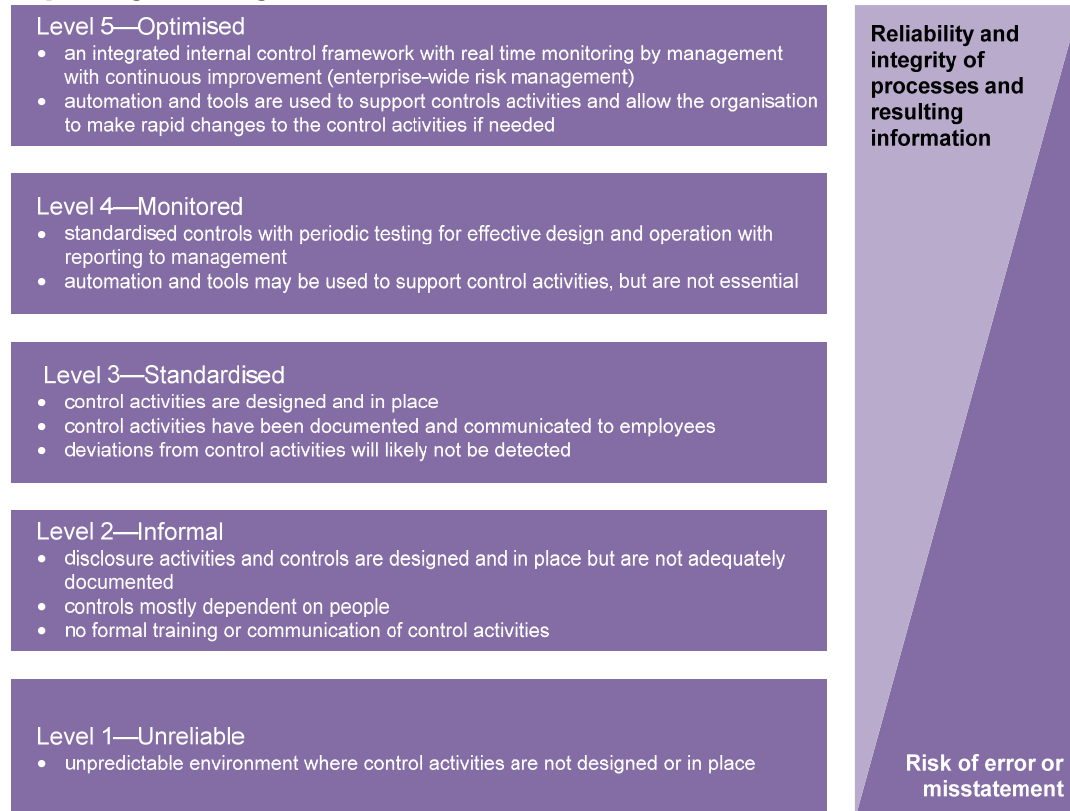 Level 5—Optimised
• an integrated internal control framework with real time monitoring by management
with continuous improvement (enterprise-wide risk management)
• automation and tools are used to support controls activities and allow the organisation
to make rapid changes to the control activities if needed
Level 4—Monitored
• standardised controls with periodic testing for effective design and operation with
reporting to management
• automation and tools may be used to support control activities, but are not essential
Level 3—Standardised
• control activities are designed and in place
• control activities have been documented and communicated to employees
• deviations from control activities will likely not be detected
Level 2—Informal
• disclosure activities and controls are designed and in place but are not adequately
documented
• controls mostly dependent on people
• no formal training or communication of control activities
Level 1—Unreliable
• unpredictable environment where control activities are not designed or in place
Reliability and
integrity of
processes and
resulting
information
Risk of error or
misstatement